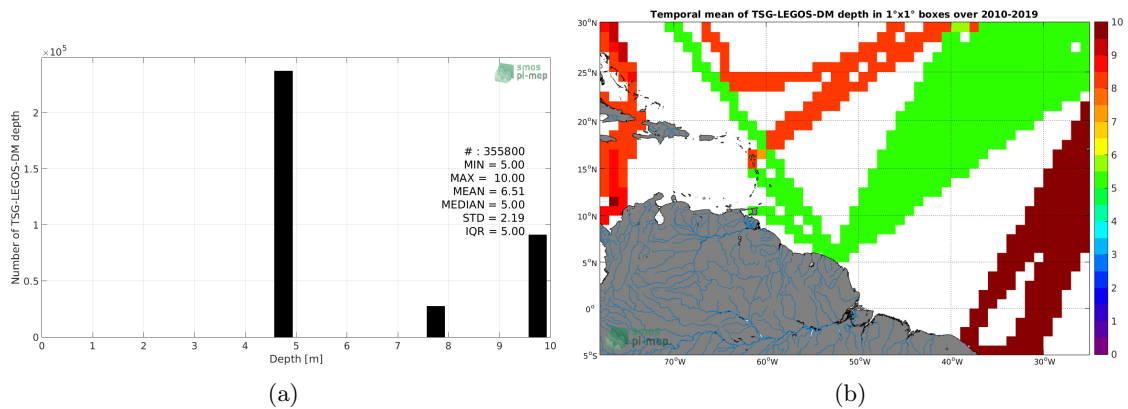 ×10⁵
2
1.5
1
0.5
0
Number of TSG-LEGOS-DM depth
0 1 2 3 4 5 6 7 8 9 10
Depth [m]
smos
pi-mep
# : 355800
MIN = 5.00
MAX = 10.00
MEAN = 6.51
MEDIAN = 5.00
STD = 2.19
IQR = 5.00
(a)
Temporal mean of TSG-LEGOS-DM depth in 1°x1° boxes over 2010-2019
30°N
25°N
20°N
15°N
10°N
5°N
0°
5°S
70°W 60°W 50°W 40°W 30°W
smos
pi-mep
10
9
8
7
6
5
4
3
2
1
0
(b)